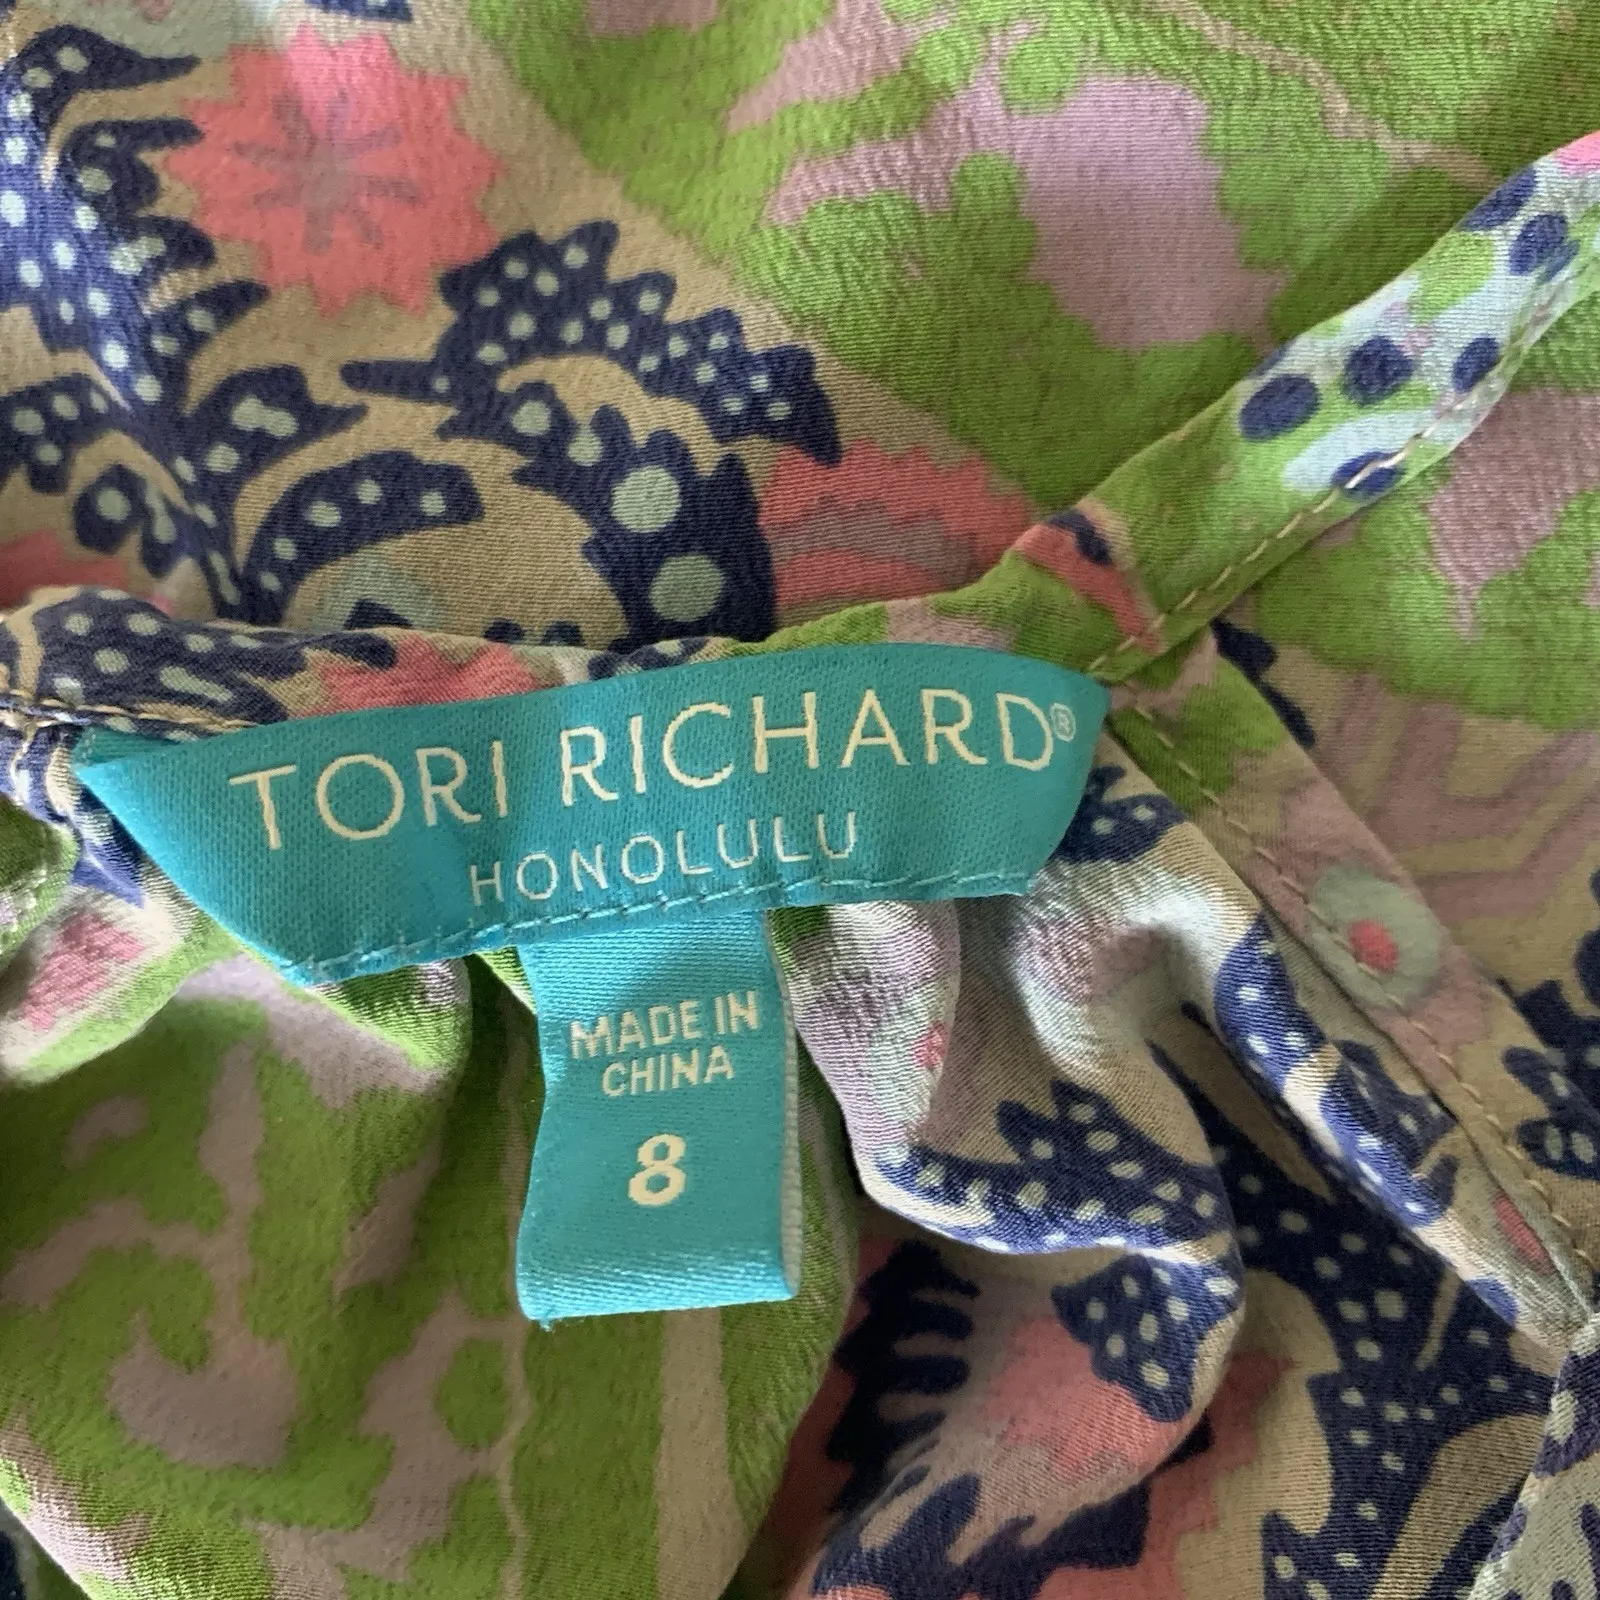 TORI RICHARD®
HONOLULU
MADE IN
CHINA
8